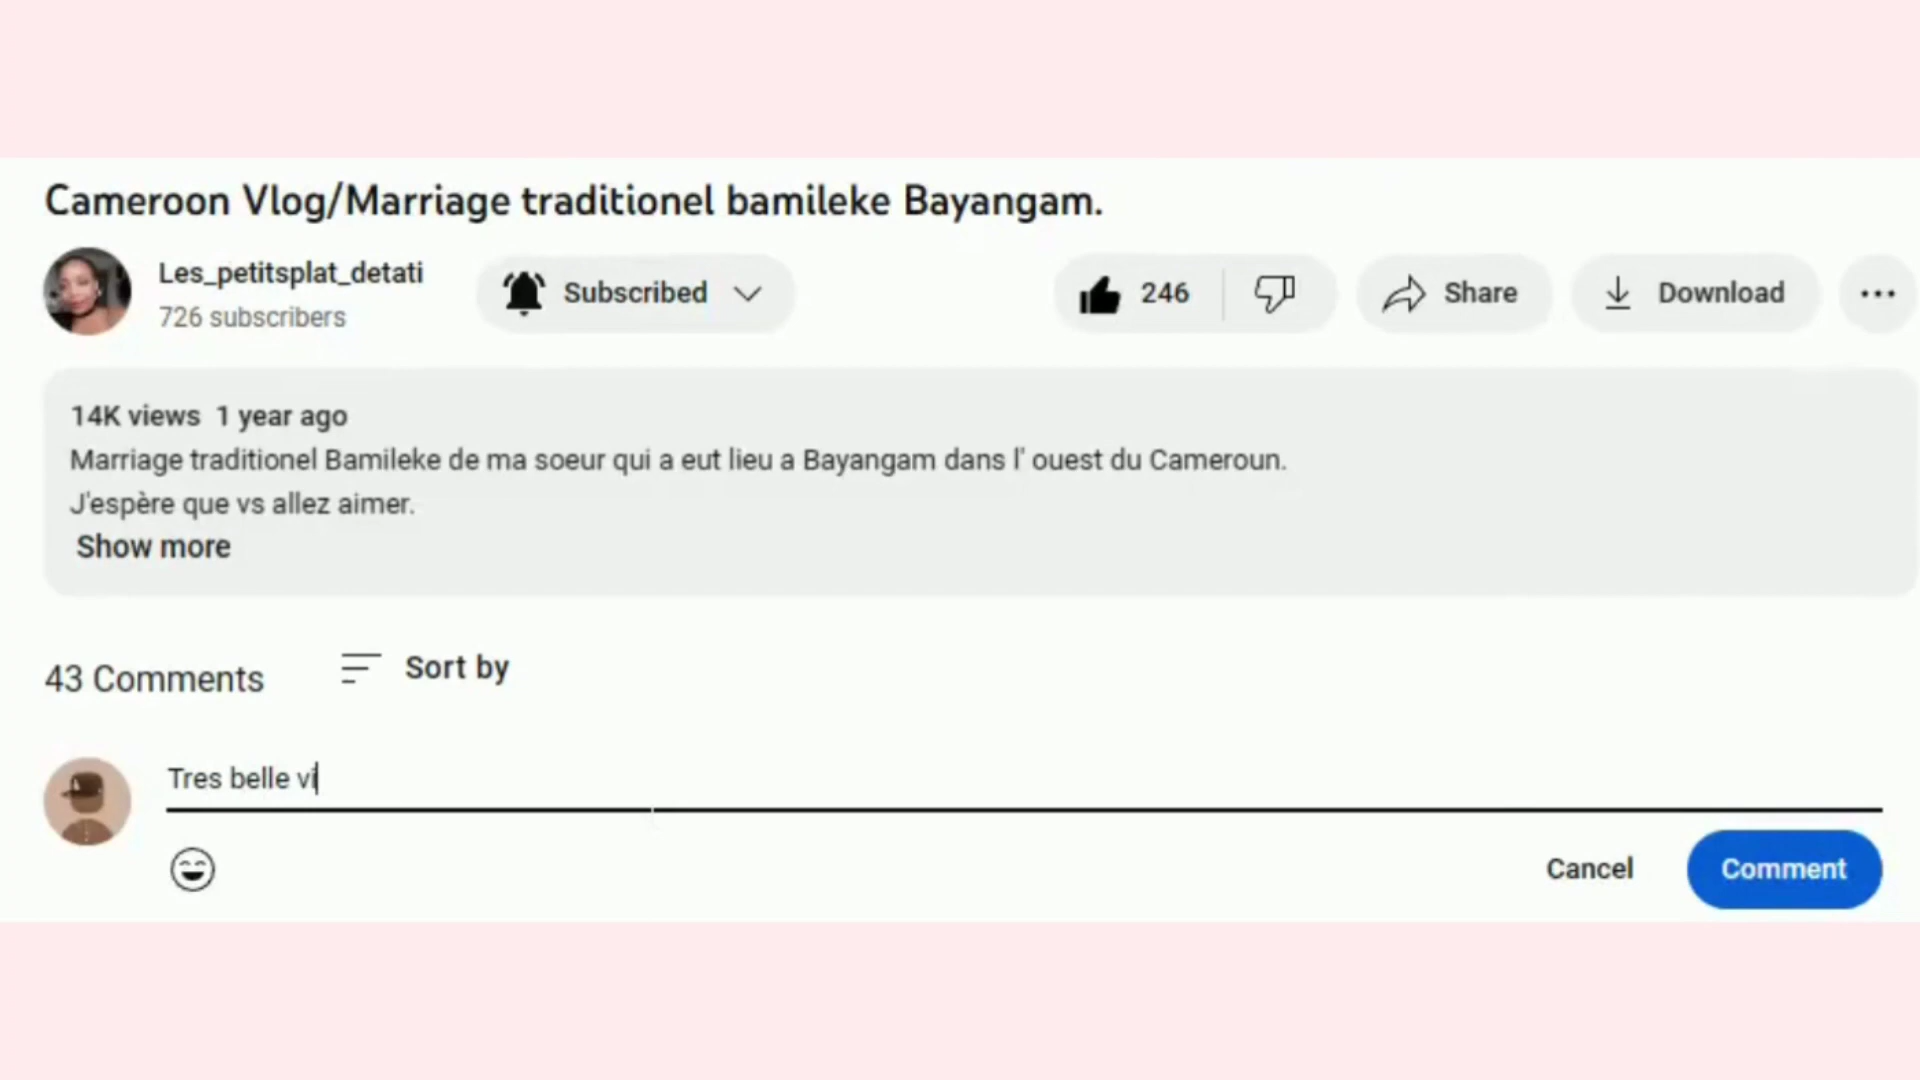 Cameroon Vlog/Marriage traditionel bamileke Bayangam.
Les_petitsplat_detati
726 subscribers
Subscribed
246
Share
Download
14K views 1 year ago
Marriage traditionel Bamileke de ma soeur qui a eut lieu a Bayangam dans l' ouest du Cameroun.
J'espère que vs allez aimer.
Show more
43 Comments
Sort by
Tres belle vi
Cancel
Comment